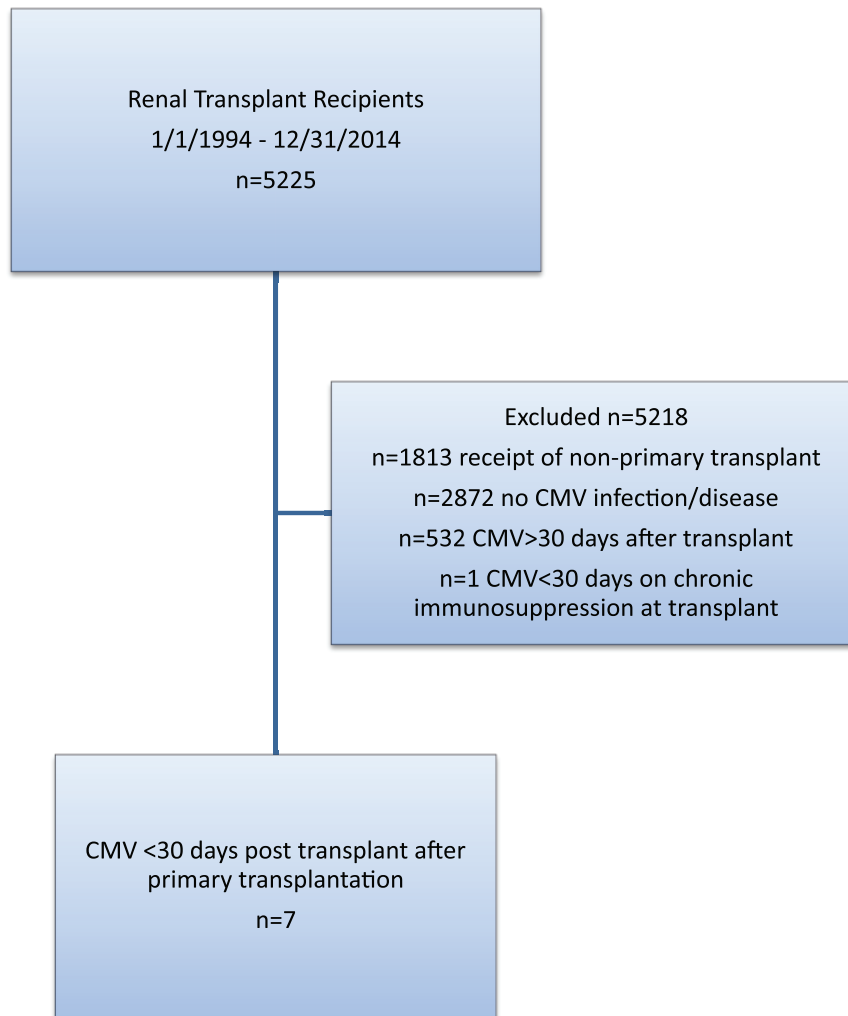 Renal Transplant Recipients
1/1/1994 - 12/31/2014
n=5225
Excluded n=5218
n=1813 receipt of non-primary transplant
n=2872 no CMV infection/disease
n=532 CMV>30 days after transplant
n=1 CMV<30 days on chronic
immunosuppression at transplant
CMV <30 days post transplant after
primary transplantation
n=7